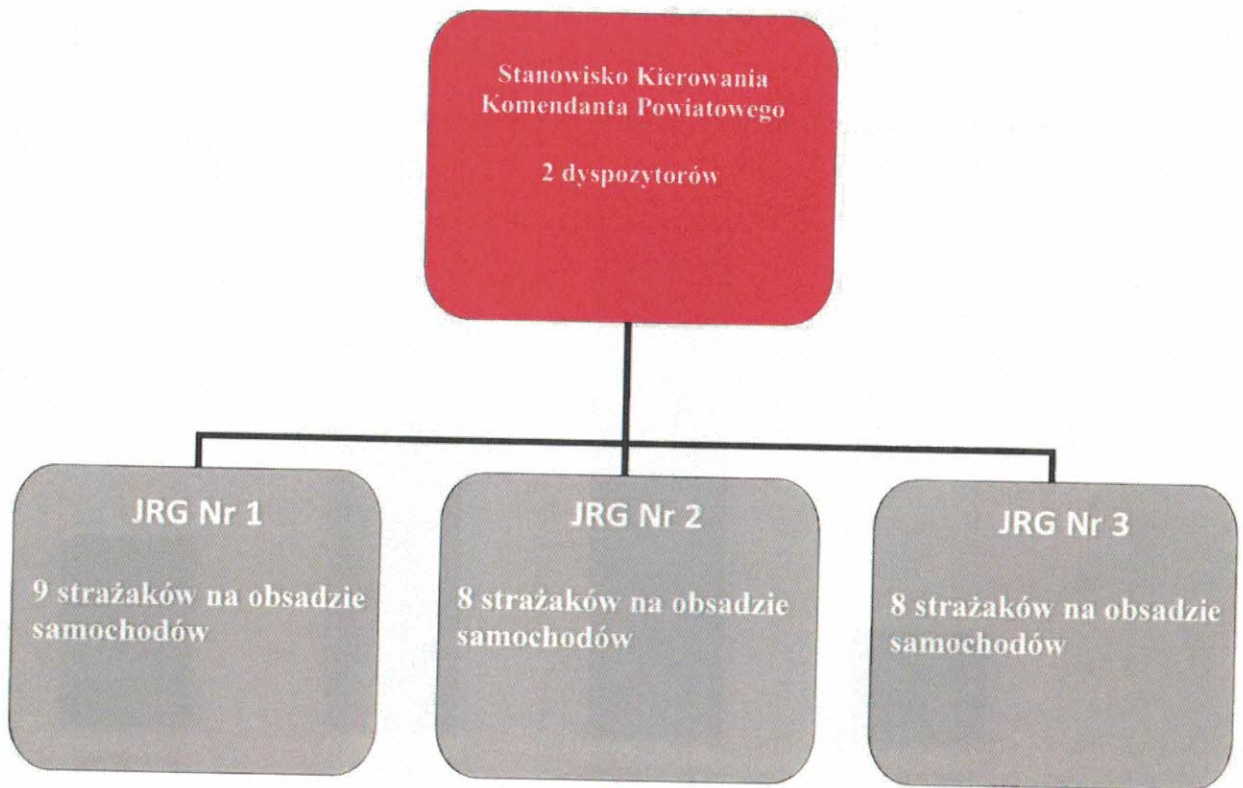 Stanowisko Kierowania
Komendanta Powiatowego
2 dyspozytorów
JRG Nr 1
9 strażaków na obsadzie
samochodów
JRG Nr 2
8 strażaków na obsadzie
samochodów
JRG Nr 3
8 strażaków na obsadzie
samochodów